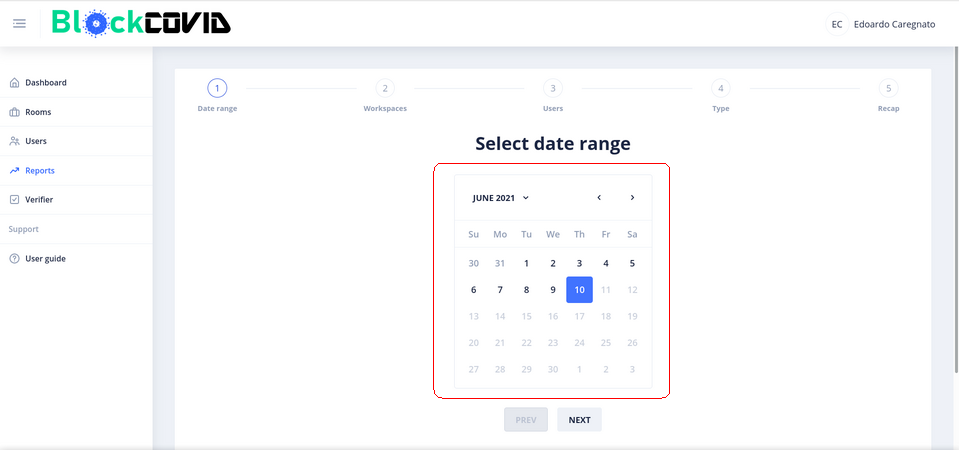 BlockCOVID
EC Edoardo Caregnato
Dashboard
Rooms
Users
Reports
Verifier
Support
User guide
1 2 3 4 5
Date range Workspaces Users Type Recap
Select date range
JUNE 2021
Su Mo Tu We Th Fr Sa
30 31 1 2 3 4 5
6 7 8 9 10 11 12
13 14 15 16 17 18 19
20 21 22 23 24 25 26
27 28 29 30 1 2 3
PREV NEXT